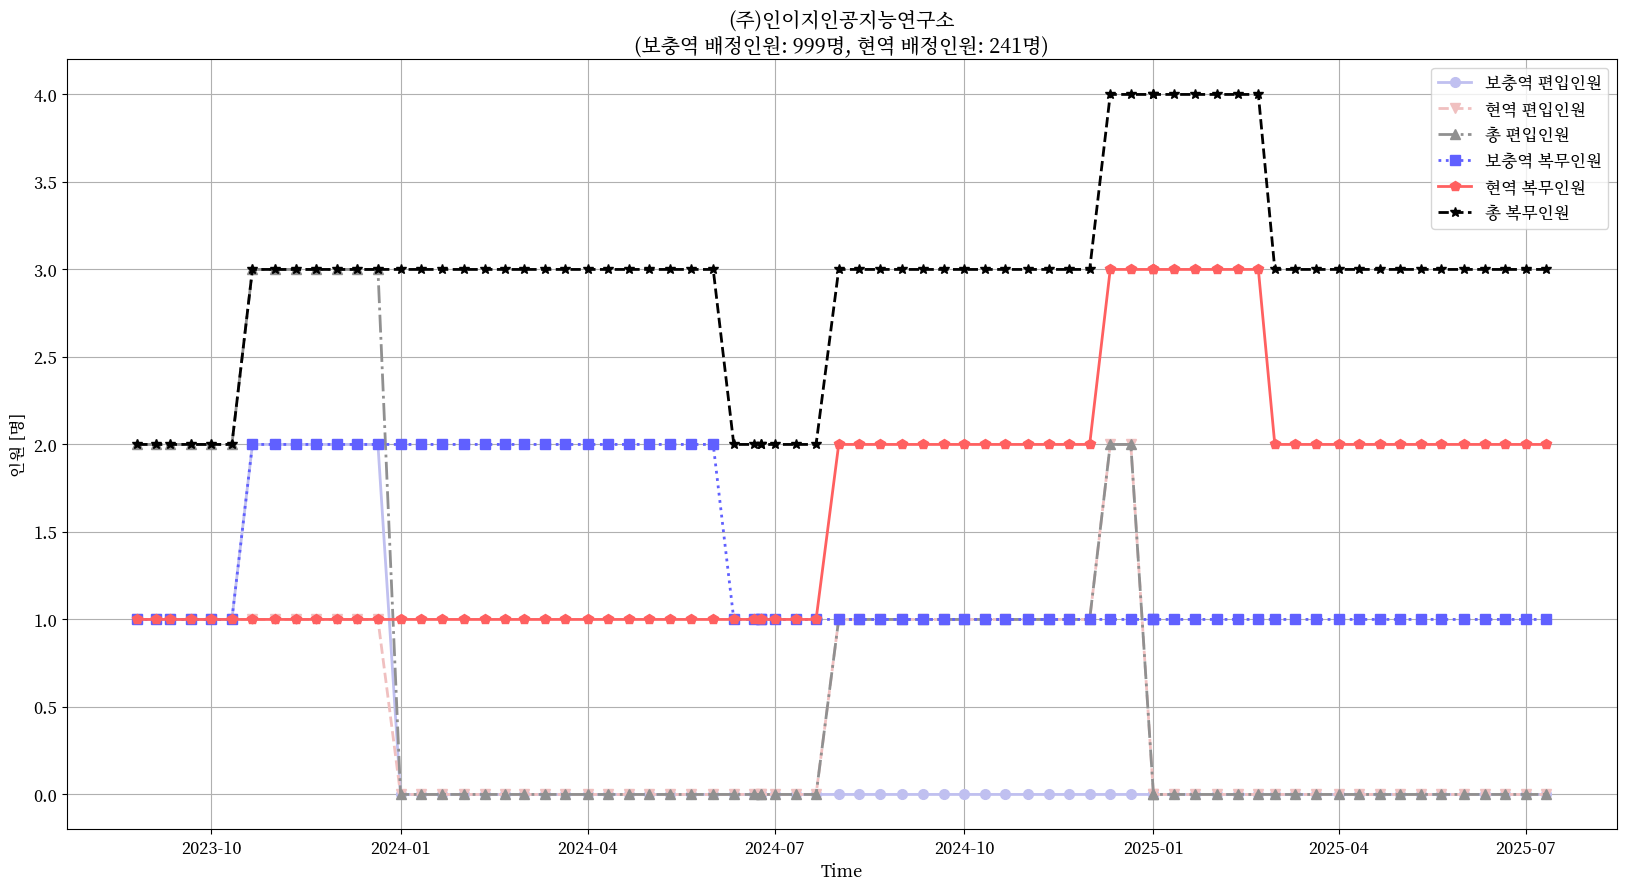 (주)인이지인공지능연구소
(보충역 배정인원: 999명, 현역 배정인원: 241명)
보충역 편입인원
현역 편입인원
총 편입인원
보충역 복무인원
현역 복무인원
총 복무인원
인원 [명]
4.0
3.5
3.0
2.5
2.0
1.5
1.0
0.5
0.0
2023-10
2024-01
2024-04
2024-07
2024-10
2025-01
2025-04
2025-07
Time